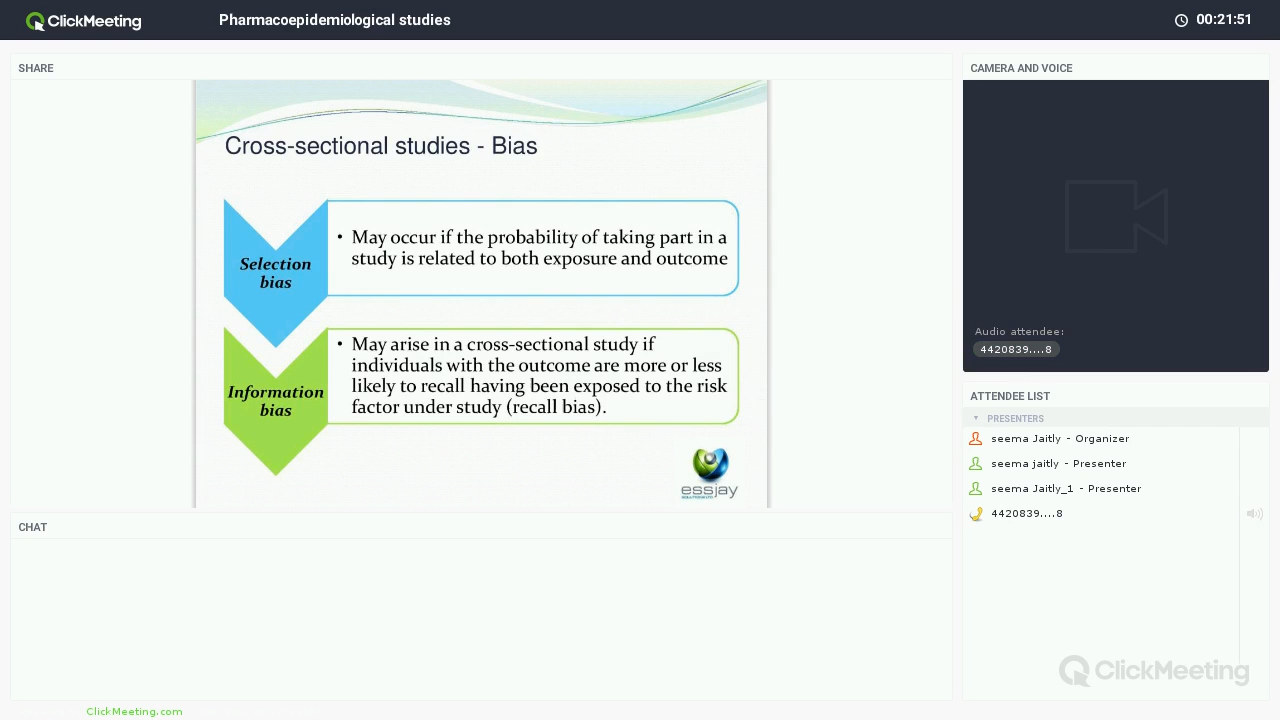 ClickMeeting
Pharmacoepidemiological studies
00:21:51
SHARE
Cross-sectional studies - Bias
Selection
bias
• May occur if the probability of taking part in a
study is related to both exposure and outcome
Information
bias
• May arise in a cross-sectional study if
individuals with the outcome are more or less
likely to recall having been exposed to the risk
factor under study (recall bias).
essjay
CHAT
CAMERA AND VOICE
Audio attendee:
4420839....8
ATTENDEE LIST
PRESENTERS
seema Jaitly - Organizer
seema jaitly - Presenter
seema Jaitly_1 - Presenter
4420839....8
ClickMeeting
ClickMeeting.com